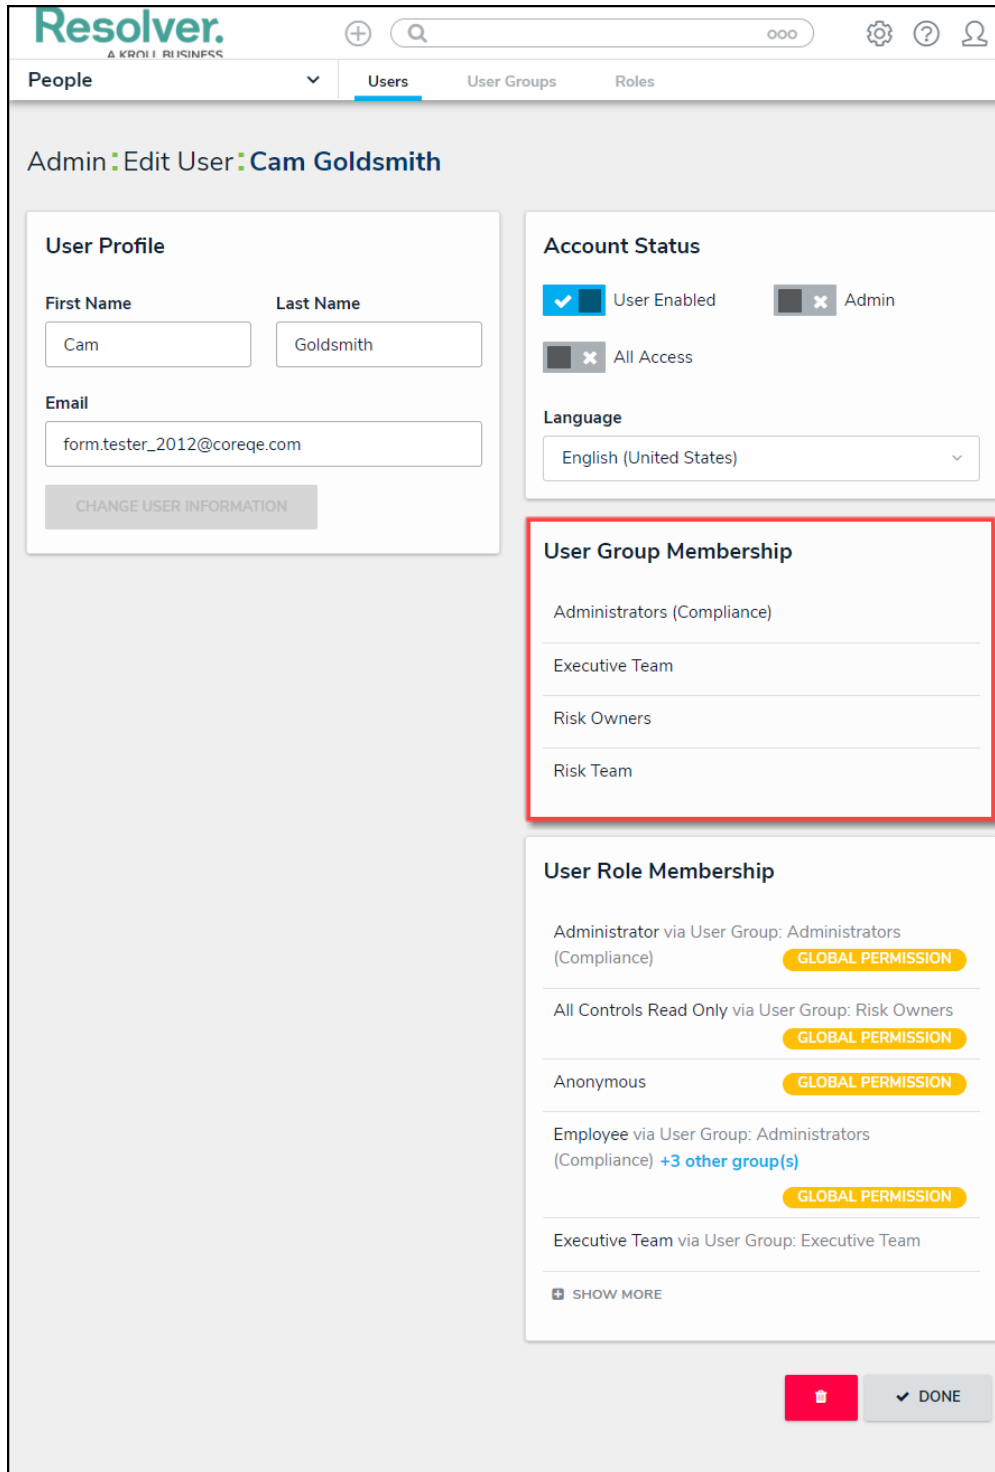 Resolver.
A KROLL BUSINESS
ooo
People
Users
User Groups
Roles
Admin:Edit User:Cam Goldsmith
User Profile
First Name
Last Name
Cam
Goldsmith
Email
form.tester_2012@coreqe.com
CHANGE USER INFORMATION
Account Status
User Enabled
Admin
All Access
Language
English (United States)
User Group Membership
Administrators (Compliance)
Executive Team
Risk Owners
Risk Team
User Role Membership
Administrator via User Group: Administrators
(Compliance)
GLOBAL PERMISSION
All Controls Read Only via User Group: Risk Owners
GLOBAL PERMISSION
Anonymous
GLOBAL PERMISSION
Employee via User Group: Administrators
(Compliance) +3 other group(s)
GLOBAL PERMISSION
Executive Team via User Group: Executive Team
SHOW MORE
DONE